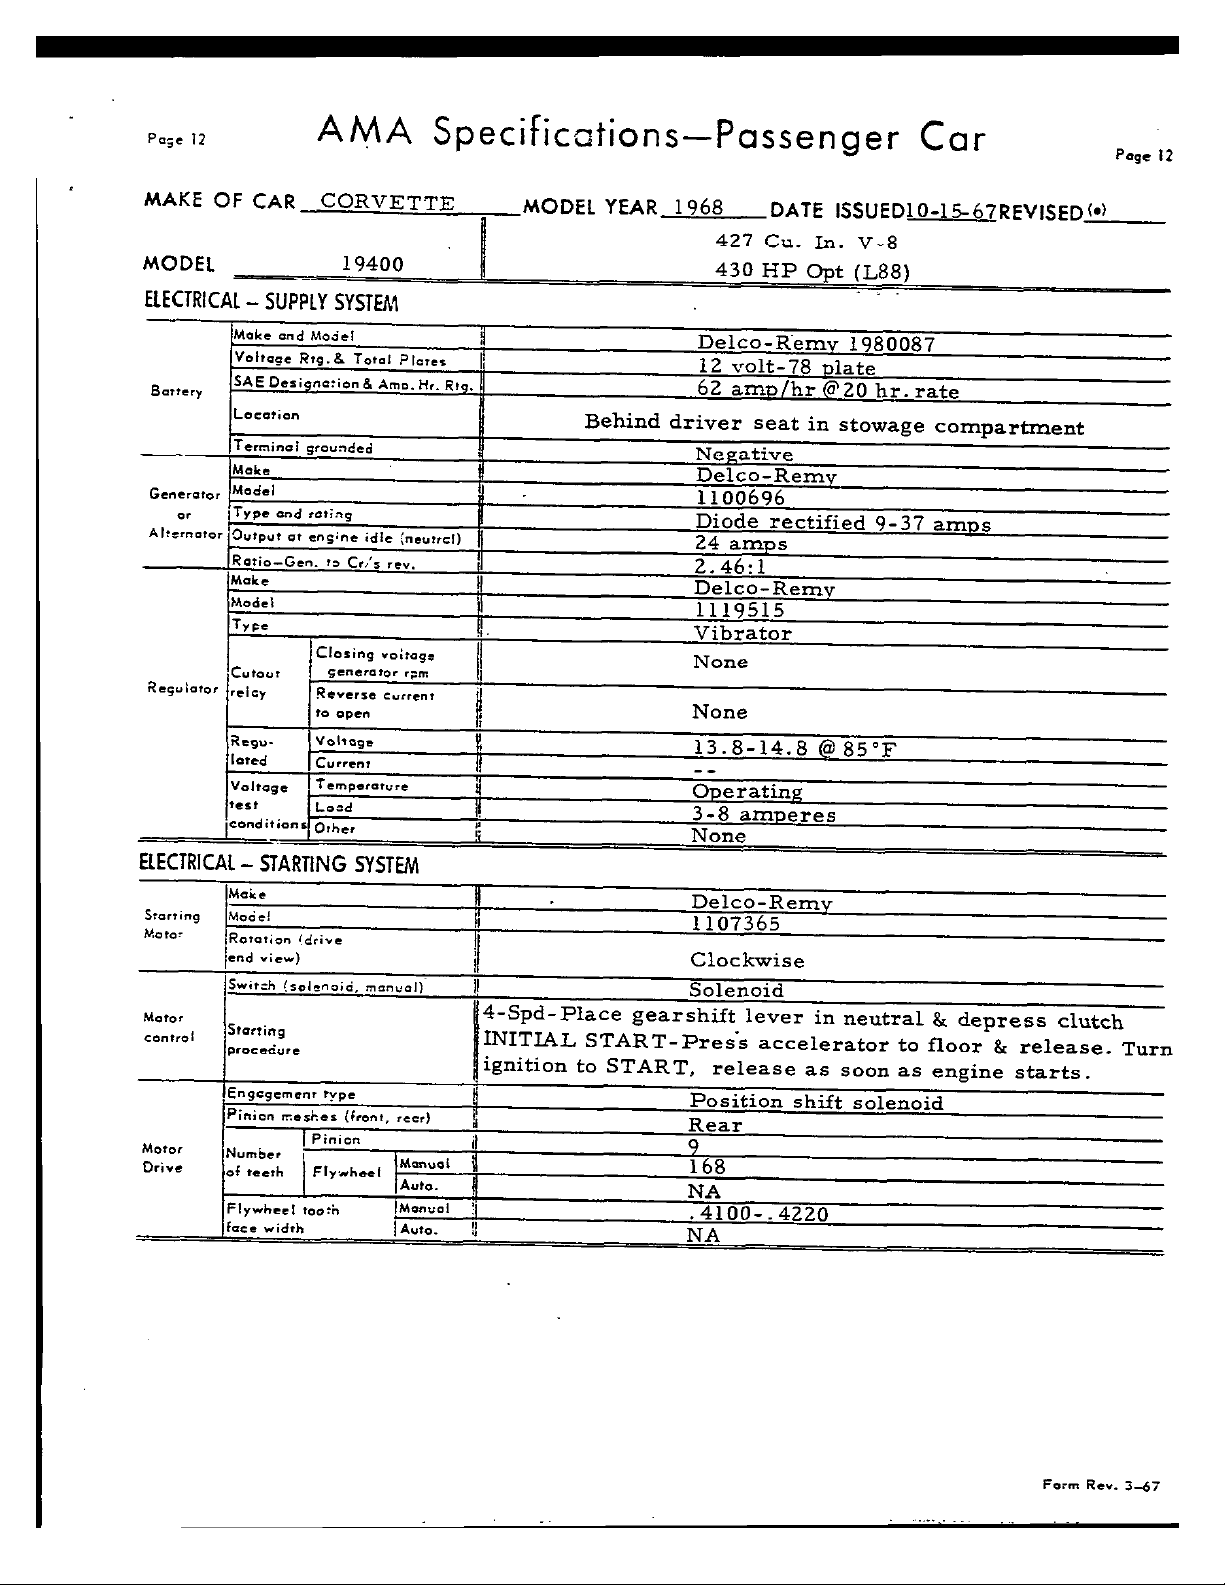 Page 12 AMA Specifications—Passenger Car Page 12
MAKE OF CAR CORVETTE MODEL YEAR 1968 DATE ISSUED 10-15-67 REVISED (•)
427 Cu. In. V-8
MODEL 19400 430 HP Opt (L88)
ELECTRICAL – SUPPLY SYSTEM
Battery
Make and Model Delco-Remy 1980087
Voltage Rtg. & Total Plates 12 volt-78 plate
SAE Designation & Amp. Hr. Rtg. 62 amp/hr @ 20 hr. rate
Location Behind driver seat in stowage compartment
Terminal grounded Negative
Generator or Alternator
Make Delco-Remy
Model 1100696
Type and rating Diode rectified 9-37 amps
Output at engine idle (neutral) 24 amps
Ratio—Gen. to Cr/s rev. 2.46:1
Regulator
Make Delco-Remy
Model 1119515
Type Vibrator
Cutout relay
Closing voltage generator rpm None
Reverse current to open None
Regulated
Voltage 13.8-14.8 @ 85°F
Current --
Voltage test conditions
Temperature Operating
Load 3-8 amperes
Other None
ELECTRICAL – STARTING SYSTEM
Starting Motor
Make Delco-Remy
Model 1107365
Rotation (drive end view) Clockwise
Motor control
Switch (solenoid, manual) Solenoid
Starting procedure
4-Spd-Place gearshift lever in neutral & depress clutch
INITIAL START-Press accelerator to floor & release. Turn
ignition to START, release as soon as engine starts.
Motor Drive
Engagement type Position shift solenoid
Pinion meshes (front, rear) Rear
Number of teeth
Pinion 9
Flywheel Manual 168
Auto. NA
Flywheel tooth face width
Manual .4100-.4220
Auto. NA
Form Rev. 3–67